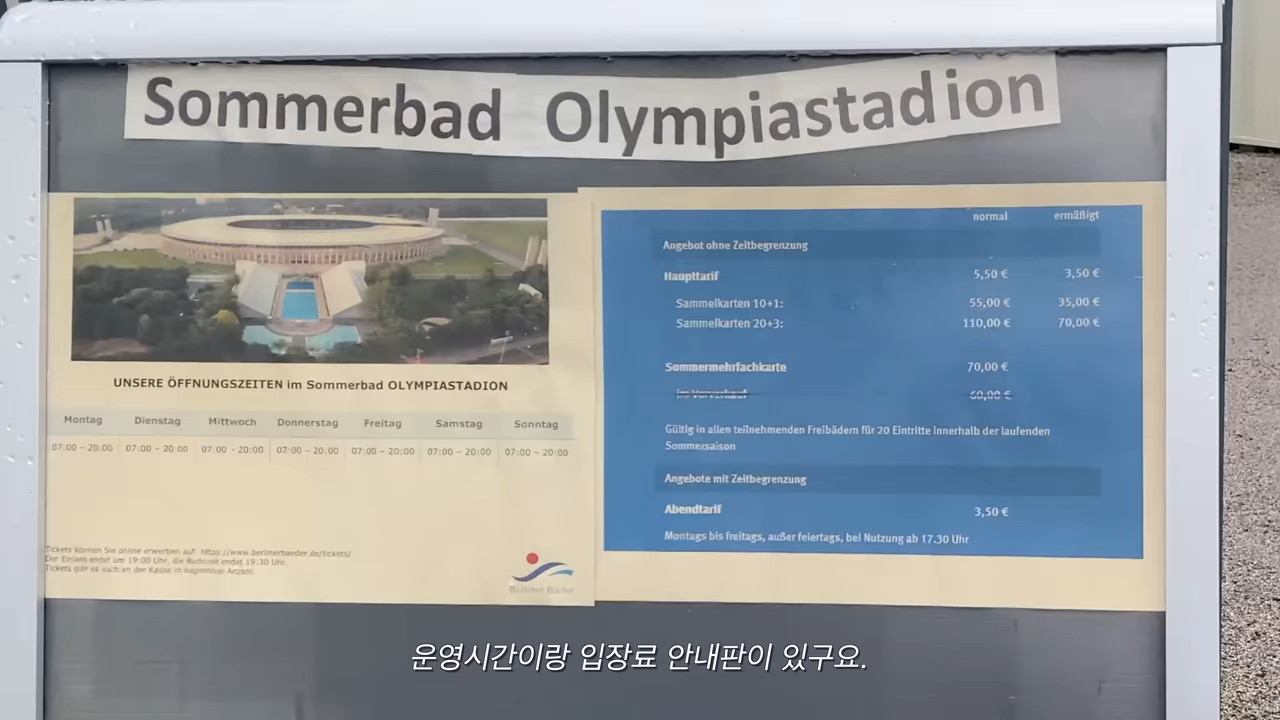 Sommerbad Olympiastadion
UNSERE ÖFFNUNGSZEITEN im Sommerbad OLYMPIASTADION
Montag Dienstag Mittwoch Donnerstag Freitag Samstag Sonntag
07:00 – 20:00 07:00 – 20:00 07:00 - 20:00 07:00 – 20:00 07:00 – 20:00 07:00 – 20:00 07:00 – 20:00
Tickets können Sie online erwerben auf: https://www.berlinerbaeder.de/tickets/
Der Einlass endet um 19:00 Uhr, die Badezeit endet 19:30 Uhr.
Tickets gibt es auch an der Kasse in begrenzter Anzahl.
Berliner Bäder
normal ermäßigt
Angebot ohne Zeitbegrenzung
Haupttarif 5,50 € 3,50 €
Sammelkarten 10+1: 55,00 € 35,00 €
Sammelkarten 20+3: 110,00 € 70,00 €
Sommermehrfachkarte 70,00 €
im Vorverkauf 60,00 €
Gültig in allen teilnehmenden Freibädern für 20 Eintritte innerhalb der laufenden
Sommersaison
Angebote mit Zeitbegrenzung
Abendtarif 3,50 €
Montags bis freitags, außer feiertags, bei Nutzung ab 17.30 Uhr
운영시간이랑 입장료 안내판이 있구요.